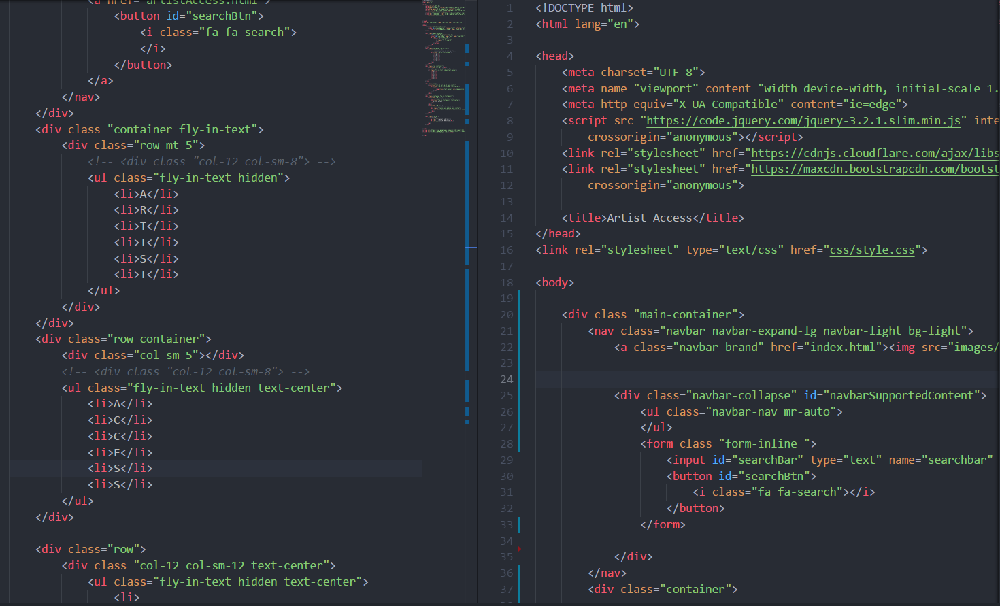 <a href="artistAccess.html">
<button id="searchBtn">
<i class="fa fa-search">
</i>
</button>
</a>
</nav>
</div>
<div class="container fly-in-text">
<div class="row mt-5">
<!-- <div class="col-12 col-sm-8"> -->
<ul class="fly-in-text hidden">
<li>A</li>
<li>R</li>
<li>T</li>
<li>I</li>
<li>S</li>
<li>T</li>
</ul>
</div>
</div>
<div class="row container">
<div class="col-sm-5"></div>
<!-- <div class="col-12 col-sm-8"> -->
<ul class="fly-in-text hidden text-center">
<li>A</li>
<li>C</li>
<li>C</li>
<li>E</li>
<li>S</li>
<li>S</li>
</ul>
</div>
<div class="row">
<div class="col-12 col-sm-12 text-center">
<ul class="fly-in-text hidden text-center">
<li>
1 <!DOCTYPE html>
2 <html lang="en">
3
4 <head>
5 <meta charset="UTF-8">
6 <meta name="viewport" content="width=device-width, initial-scale=1.
7 <meta http-equiv="X-UA-Compatible" content="ie=edge">
8 <script src="https://code.jquery.com/jquery-3.2.1.slim.min.js" inte
9 crossorigin="anonymous"></script>
10 <link rel="stylesheet" href="https://cdnjs.cloudflare.com/ajax/libs
11 <link rel="stylesheet" href="https://maxcdn.bootstrapcdn.com/bootst
12 crossorigin="anonymous">
13
14 <title>Artist Access</title>
15 </head>
16 <link rel="stylesheet" type="text/css" href="css/style.css">
17
18 <body>
19
20 <div class="main-container">
21 <nav class="navbar navbar-expand-lg navbar-light bg-light">
22 <a class="navbar-brand" href="index.html"><img src="images/
23
24
25 <div class="navbar-collapse" id="navbarSupportedContent">
26 <ul class="navbar-nav mr-auto">
27 </ul>
28 <form class="form-inline ">
29 <input id="searchBar" type="text" name="searchbar"
30 <button id="searchBtn">
31 <i class="fa fa-search"></i>
32 </button>
33 </form>
34
35 </div>
36 </nav>
37 <div class="container">